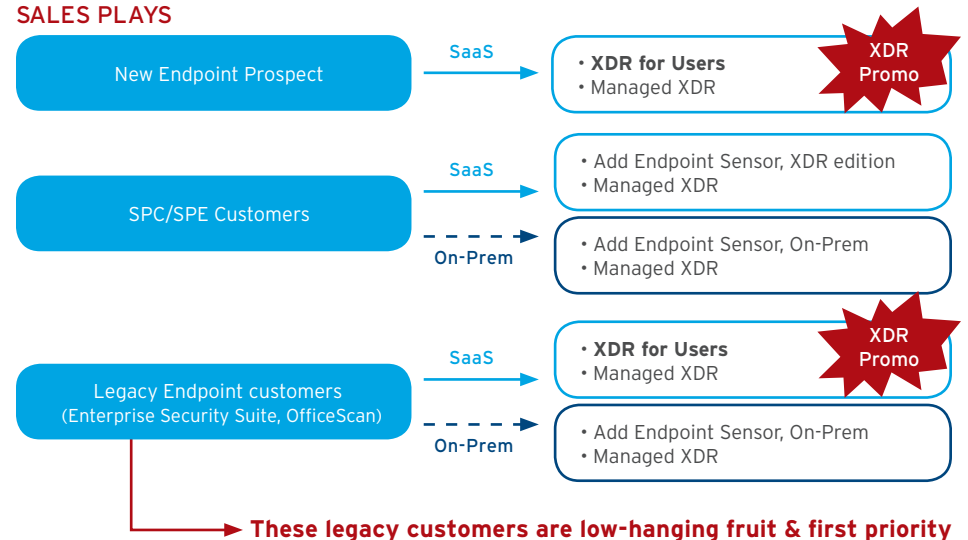 SALES PLAYS
New Endpoint Prospect
SaaS
• XDR for Users
• Managed XDR
XDR
Promo
SPC/SPE Customers
SaaS
• Add Endpoint Sensor, XDR edition
• Managed XDR
On-Prem
• Add Endpoint Sensor, On-Prem
• Managed XDR
Legacy Endpoint customers
(Enterprise Security Suite, OfficeScan)
SaaS
• XDR for Users
• Managed XDR
XDR
Promo
On-Prem
• Add Endpoint Sensor, On-Prem
• Managed XDR
These legacy customers are low-hanging fruit & first priority